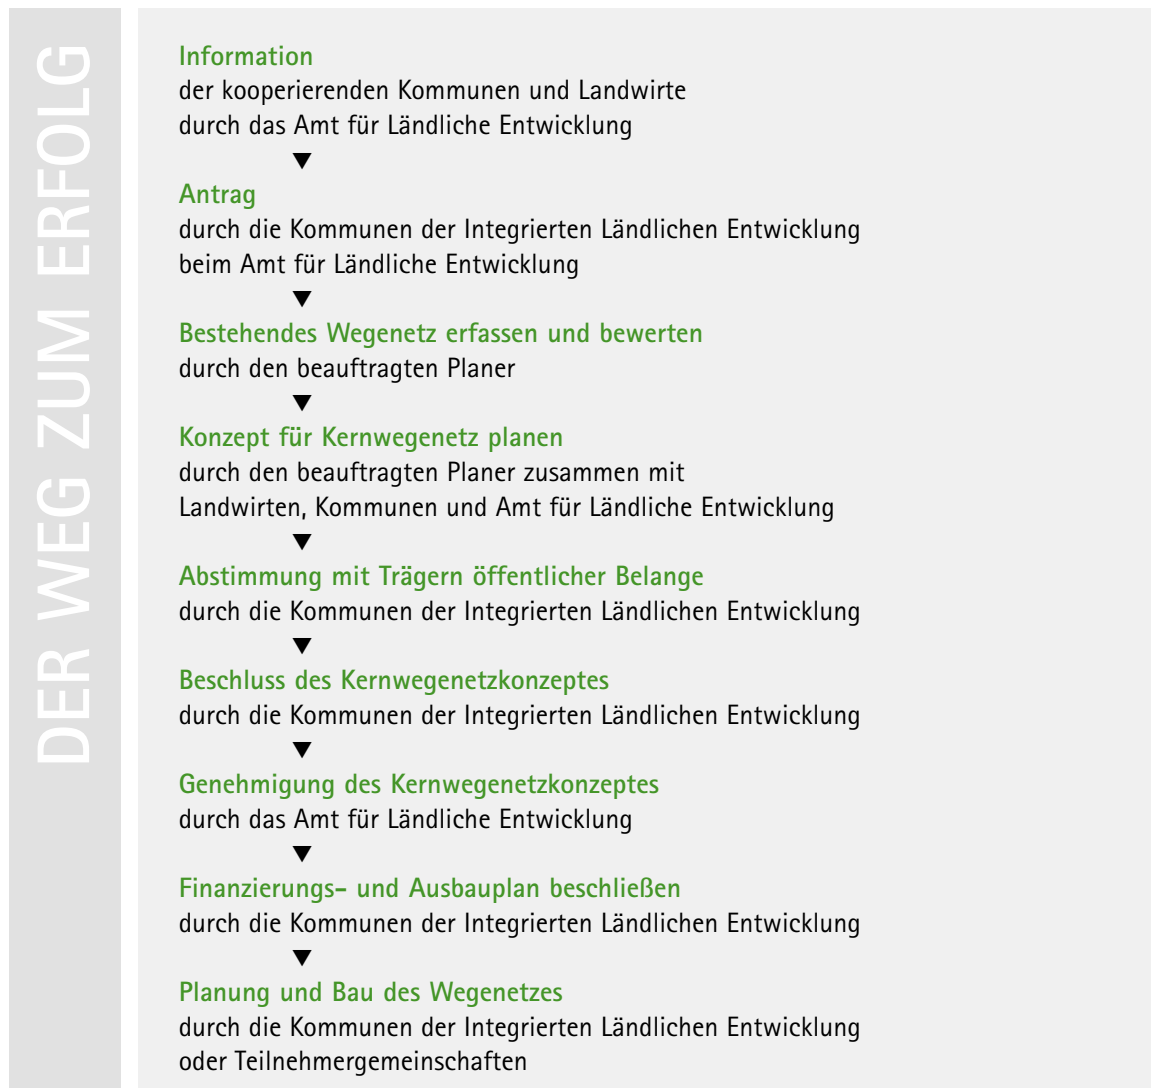 DER WEG ZUM ERFOLG
Information
der kooperierenden Kommunen und Landwirte
durch das Amt für Ländliche Entwicklung
▼
Antrag
durch die Kommunen der Integrierten Ländlichen Entwicklung
beim Amt für Ländliche Entwicklung
▼
Bestehendes Wegenetz erfassen und bewerten
durch den beauftragten Planer
▼
Konzept für Kernwegenetz planen
durch den beauftragten Planer zusammen mit
Landwirten, Kommunen und Amt für Ländliche Entwicklung
▼
Abstimmung mit Trägern öffentlicher Belange
durch die Kommunen der Integrierten Ländlichen Entwicklung
▼
Beschluss des Kernwegenetzkonzeptes
durch die Kommunen der Integrierten Ländlichen Entwicklung
▼
Genehmigung des Kernwegenetzkonzeptes
durch das Amt für Ländliche Entwicklung
▼
Finanzierungs- und Ausbauplan beschließen
durch die Kommunen der Integrierten Ländlichen Entwicklung
▼
Planung und Bau des Wegenetzes
durch die Kommunen der Integrierten Ländlichen Entwicklung
oder Teilnehmergemeinschaften